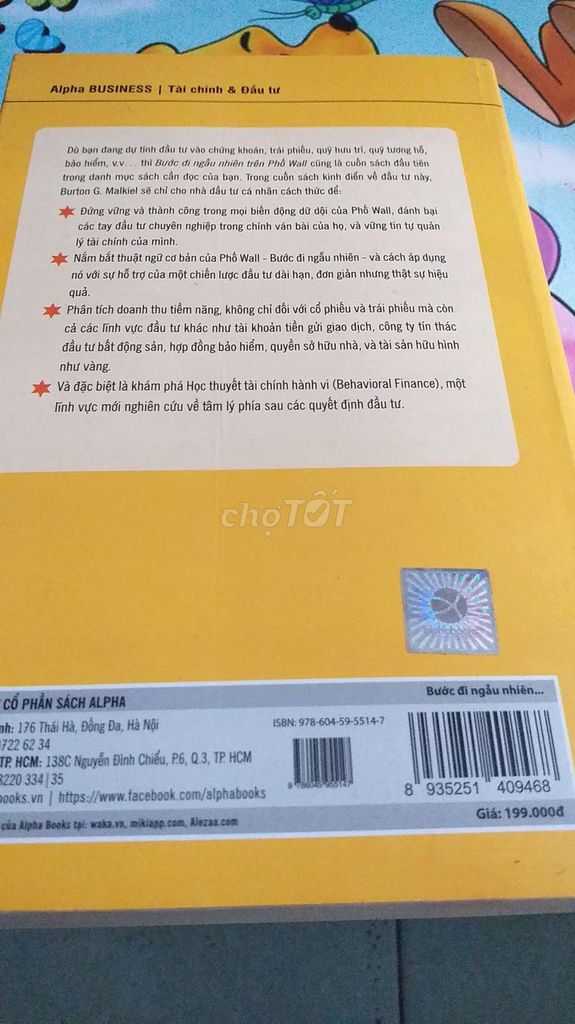 Alpha BUSINESS | Tài chính & Đầu tư
Dù bạn đang dự tính đầu tư vào chứng khoán, trái phiếu, quỹ hưu trí, quỹ tương hỗ,
bảo hiểm, v.v... thì Bước đi ngẫu nhiên trên Phố Wall cũng là cuốn sách đầu tiên
trong danh mục sách cần đọc của bạn. Trong cuốn sách kinh điển về đầu tư này,
Burton G. Malkiel sẽ chỉ cho nhà đầu tư cá nhân cách thức để:
Đứng vững và thành công trong mọi biến động dữ dội của Phố Wall, đánh bại
các tay đầu tư chuyên nghiệp trong chính ván bài của họ, và vững tin tự quản
lý tài chính của mình.
Nắm bắt thuật ngữ cơ bản của Phố Wall - Bước đi ngẫu nhiên - và cách áp dụng
nó với sự hỗ trợ của một chiến lược đầu tư dài hạn, đơn giản nhưng thật sự hiệu
quả.
Phân tích doanh thu tiềm năng, không chỉ đối với cổ phiếu và trái phiếu mà còn
cả các lĩnh vực đầu tư khác như tài khoản tiền gửi giao dịch, công ty tín thác
đầu tư bất động sản, hợp đồng bảo hiểm, quyền sở hữu nhà, và tài sản hữu hình
như vàng.
Và đặc biệt là khám phá Học thuyết tài chính hành vi (Behavioral Finance), một
lĩnh vực mới nghiên cứu về tâm lý phía sau các quyết định đầu tư.
chợTỐT
CỔ PHẦN SÁCH ALPHA
nh: 176 Thái Hà, Đống Đa, Hà Nội
722 62 34
TP. HCM: 138C Nguyễn Đình Chiểu, P.6, Q.3, TP. HCM
8220 334|35
books.vn | https://www.facebook.com/alphabooks
của Alpha Books tại: waka.vn, mikiapp.com, Alezaa.com
ISBN: 978-604-59-5514-7
9 786045 955147
Bước đi ngẫu nhiên...
8 935251 409468
Giá: 199.000đ